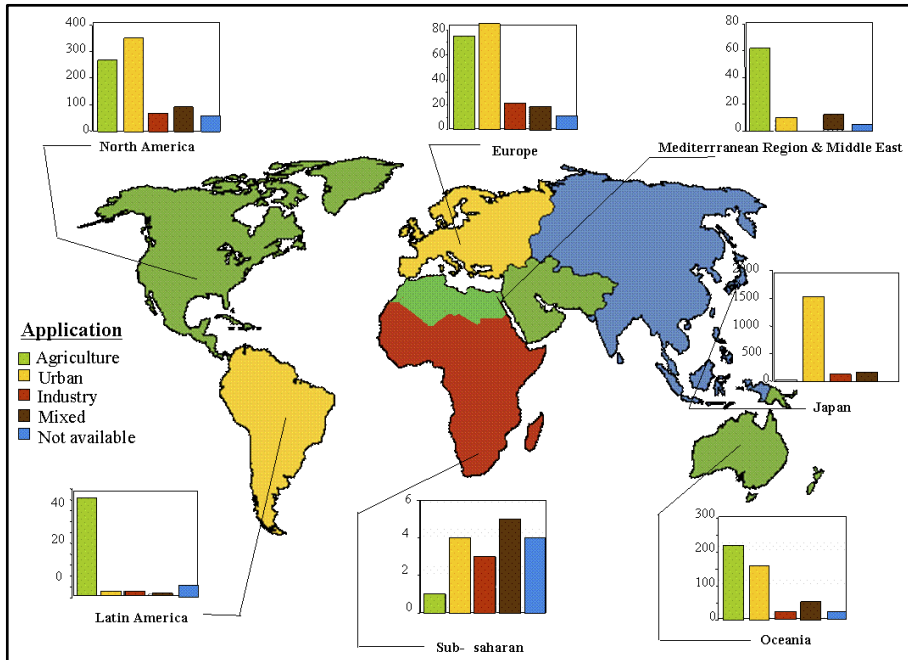 400
300
200
100
0
North America
80
60
40
20
0
Europe
80
60
40
20
0
Mediterrranean Region & Middle East
Application
Agriculture
Urban
Industry
Mixed
Not available
2000
1500
1000
500
0
Japan
40
20
0
Latin America
6
4
2
0
Sub- saharan
300
200
100
0
Oceania